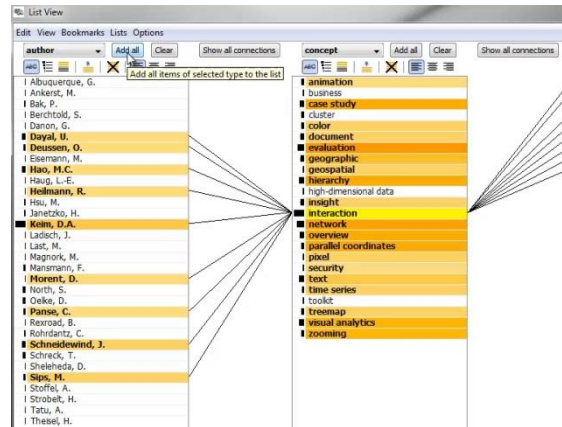 List View
Edit View Bookmarks Lists Options
author Add all Clear Show all connections
concept Add all Clear Show all connections
ABC
ABC
Add all items of selected type to the list
Albuquerque, G.
Ankerst, M.
Bak, P.
Berchtold, S.
Danon, G.
Dayal, U.
Deussen, O.
Eisemann, M.
Hao, M.C.
Haug, L.-E.
Heilmann, R.
Hsu, M.
Janetzko, H.
Keim, D.A.
Ladisch, J.
Last, M.
Magnork, M.
Mansmann, F.
Morent, D.
North, S.
Oelke, D.
Panse, C.
Rexroad, B.
Rohrdantz, C.
Schneidewind, J.
Schreck, T.
Sheleheda, D.
Sips, M.
Stoffel, A.
Strobelt, H.
Tatu, A.
Theisel, H.
animation
business
case study
cluster
color
document
evaluation
geographic
geospatial
hierarchy
high-dimensional data
insight
interaction
network
overview
parallel coordinates
pixel
security
text
time series
toolkit
treemap
visual analytics
zooming